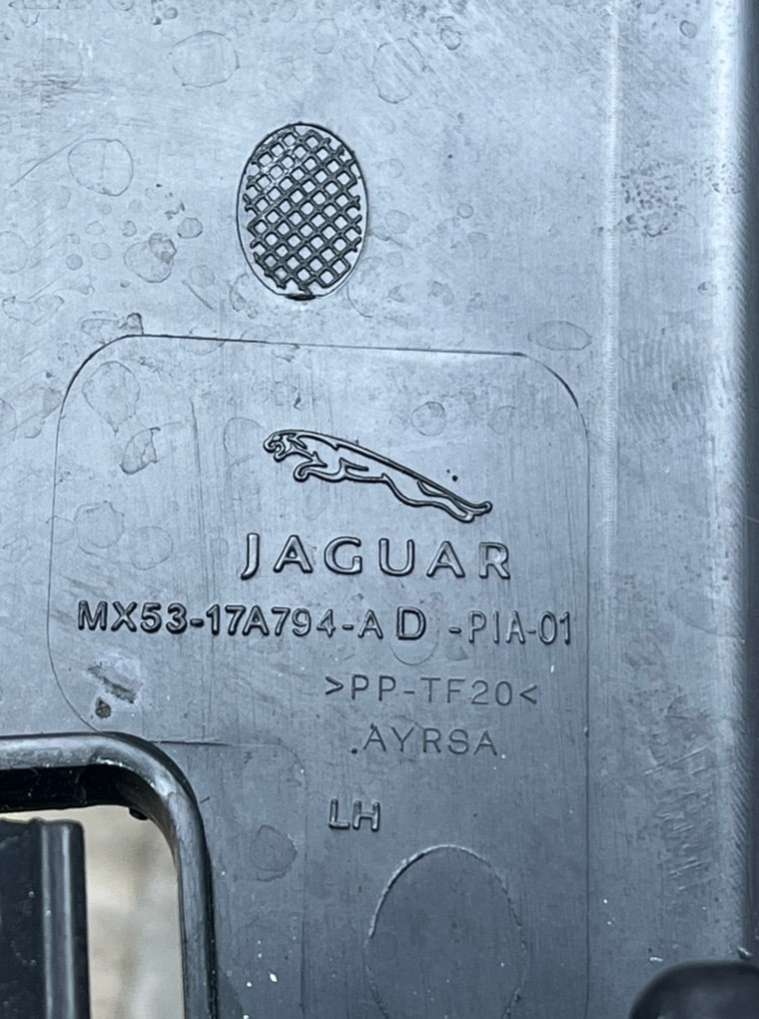 JAGUAR
MX53-17A794-AD-PIA-01
>PP-TF20<
.AYRSA
LH